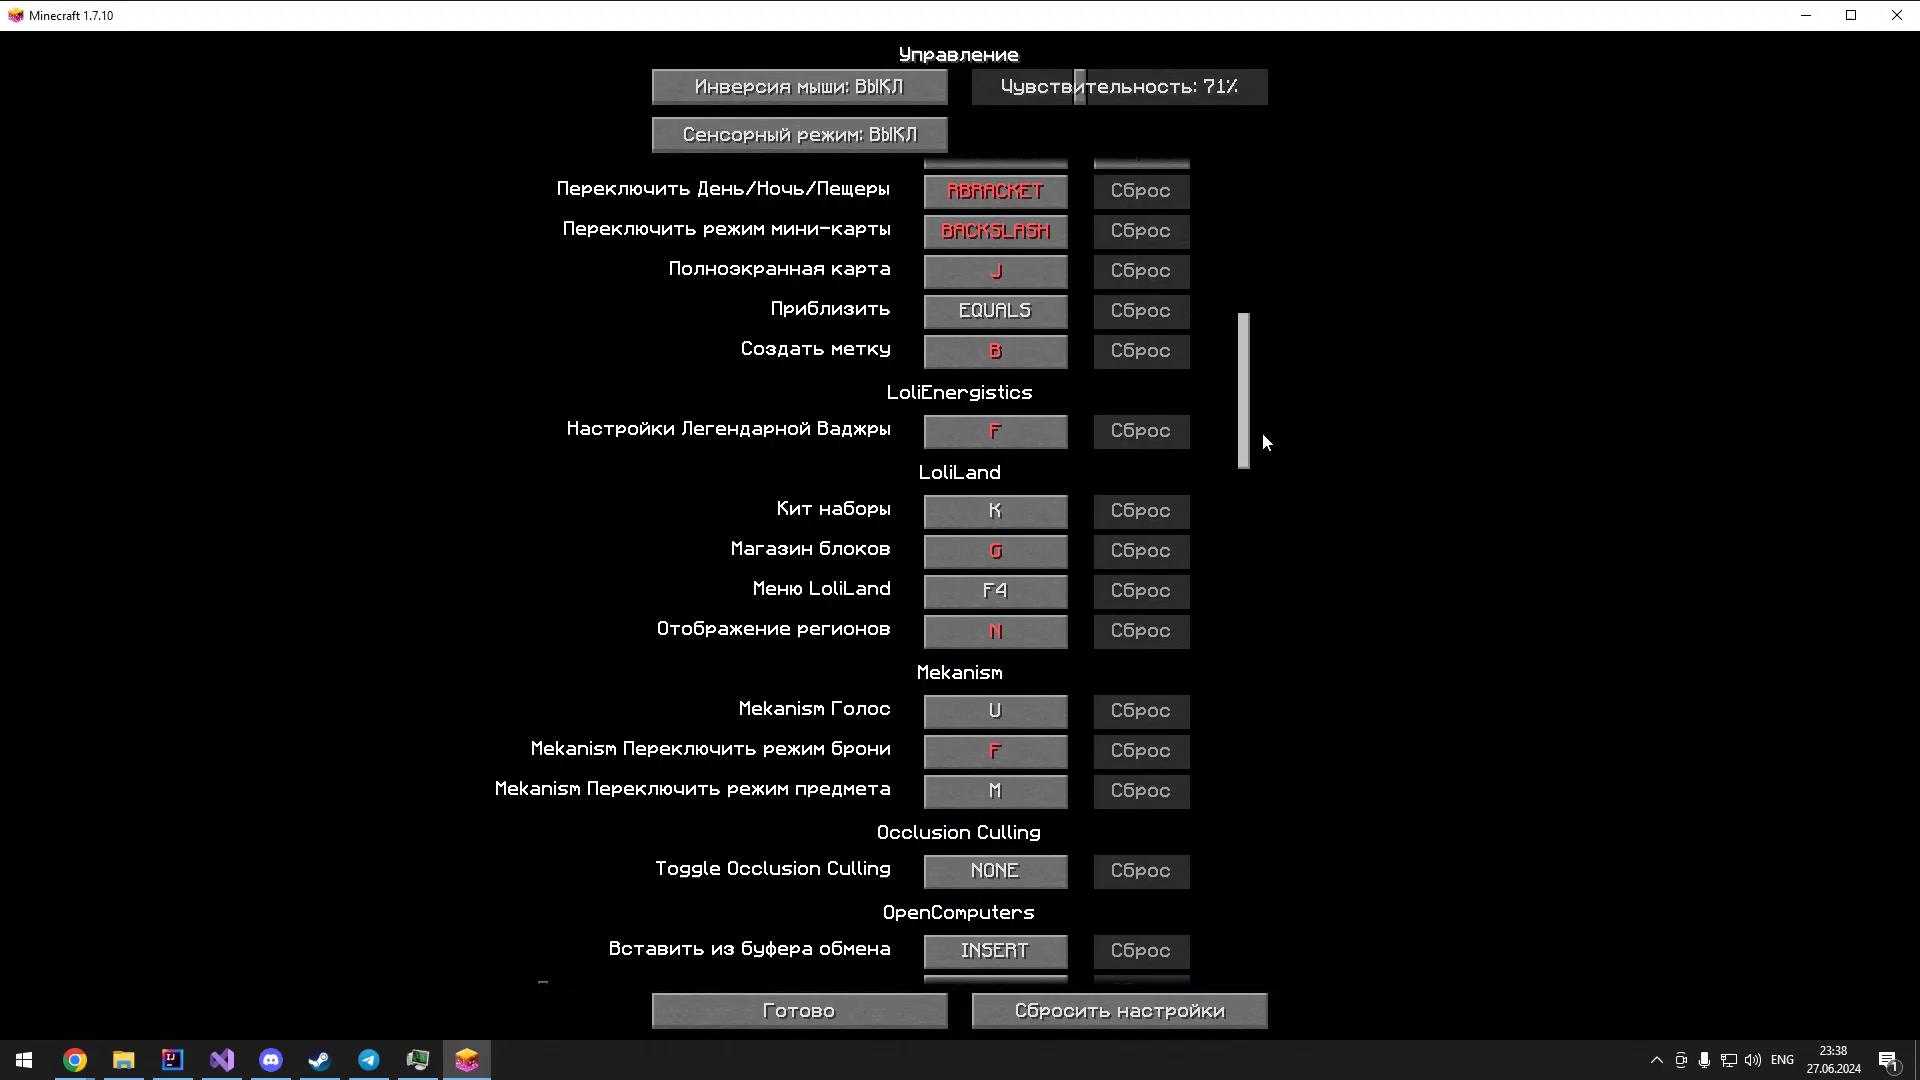 Minecraft 1.7.10
Управление
Инверсия мыши: ВЫКЛ
Чувствительность: 71%
Сенсорный режим: ВЫКЛ
Переключить День/Ночь/Пещеры RBRACKET Сброс
Переключить режим мини-карты BACKSLASH Сброс
Полноэкранная карта J Сброс
Приблизить EQUALS Сброс
Создать метку B Сброс
LoliEnergistics
Настройки Легендарной Ваджры F Сброс
LoliLand
Кит наборы K Сброс
Магазин блоков G Сброс
Меню LoliLand F4 Сброс
Отображение регионов N Сброс
Mekanism
Mekanism Голос U Сброс
Mekanism Переключить режим брони F Сброс
Mekanism Переключить режим предмета M Сброс
Occlusion Culling
Toggle Occlusion Culling NONE Сброс
OpenComputers
Вставить из буфера обмена INSERT Сброс
Готово
Сбросить настройки
ENG
23:38
27.06.2024
1